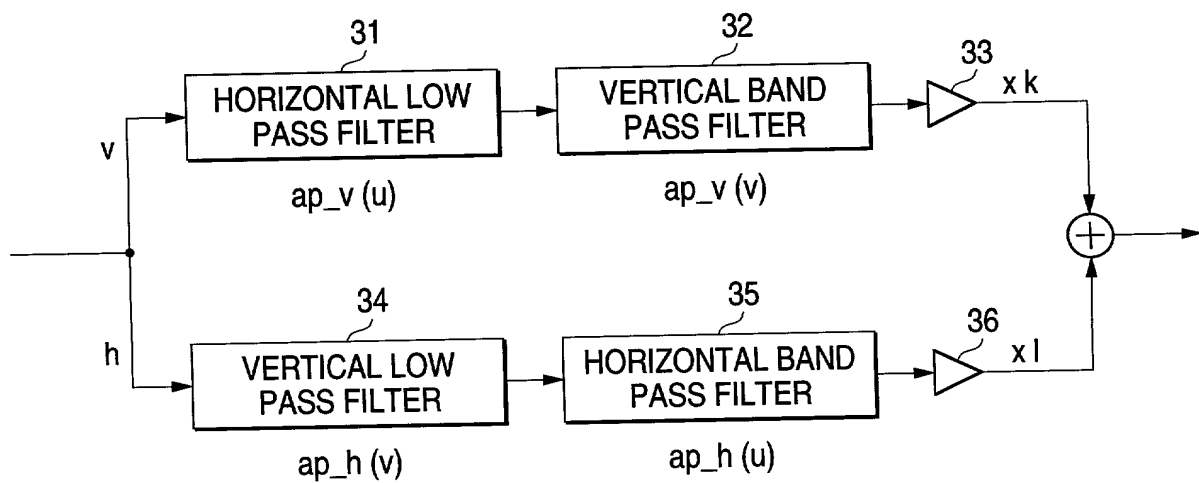 31
HORIZONTAL LOW
PASS FILTER
ap_v (u)
32
VERTICAL BAND
PASS FILTER
ap_v (v)
33
x k
v
h
34
VERTICAL LOW
PASS FILTER
ap_h (v)
35
HORIZONTAL BAND
PASS FILTER
ap_h (u)
36
x l